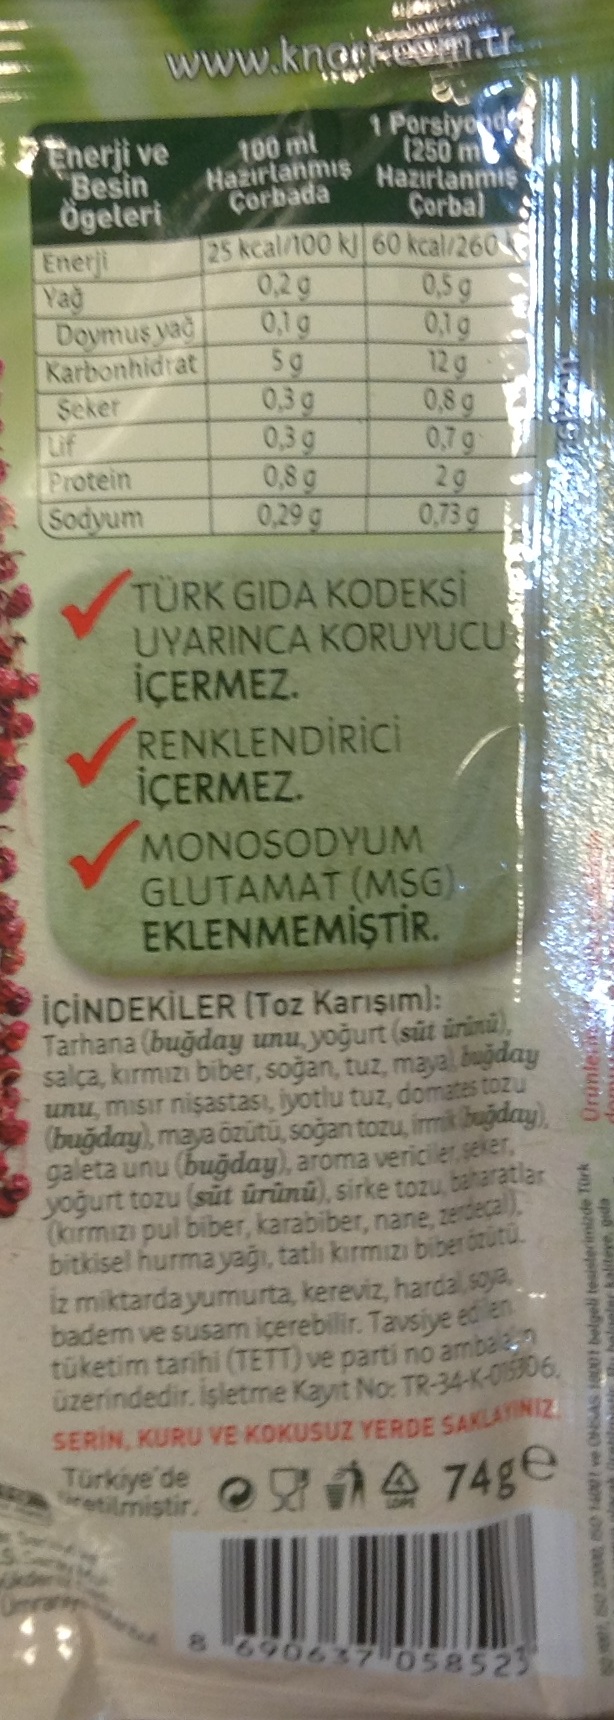 www.knorr.com.tr
Enerji ve Besin Ögeleri 100 ml Hazırlanmış Çorbada 1 Porsiyonda (250 ml Hazırlanmış Çorba)
Enerji 25 kcal/100 kJ 60 kcal/260
Yağ 0,2 g 0,5 g
Doymuş yağ 0,1 g 0,1 g
Karbonhidrat 5 g 12 g
Şeker 0,3 g 0,8 g
Lif 0,3 g 0,7 g
Protein 0,8 g 2 g
Sodyum 0,29 g 0,73 g
TÜRK GIDA KODEKSİ
UYARINCA KORUYUCU
İÇERMEZ.
RENKLENDİRİCİ
İÇERMEZ.
MONOSODYUM
GLUTAMAT (MSG)
EKLENMEMİŞTİR.
İÇİNDEKİLER (Toz Karışım):
Tarhana (buğday unu, yoğurt (süt ürünü),
salça, kırmızı biber, soğan, tuz, maya), buğday
unu, mısır nişastası, iyotlu tuz, domates tozu
(buğday), maya özütü, soğan tozu, irmik (buğday),
galeta unu (buğday), aroma vericiler, şeker,
yoğurt tozu (süt ürünü), sirke tozu, baharatlar
(kırmızı pul biber, karabiber, nane, zerdeçal),
bitkisel hurma yağı, tatlı kırmızı biber özütü.
İz miktarda yumurta, kereviz, hardal, soya,
badem ve susam içerebilir. Tavsiye edilen
tüketim tarihi (TETT) ve parti no ambalajın
üzerindedir. İşletme Kayıt No: TR-34-K-015306.
SERİN, KURU VE KOKUSUZ YERDE SAKLAYINIZ.
Türkiye'de
üretilmiştir.
LDPE
74g e
8 690637 058523